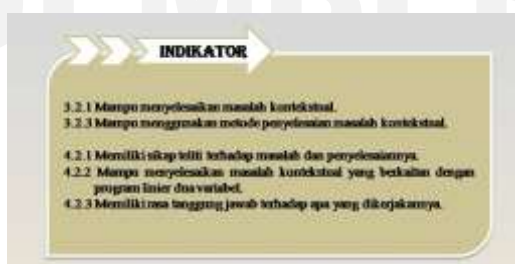 INDIKATOR
3.2.1 Mampu menyelesaikan masalah kontekstual.
3.2.3 Mampu menggunakan metode penyelesaian masalah kontekstual.
4.2.1 Memiliki sikap teliti terhadap masalah dan penyelesaiannya.
4.2.2 Mampu menyelesaikan masalah kontekstual yang berkaitan dengan
program linier dua variabel.
4.2.3 Memiliki rasa tanggung jawab terhadap apa yang dikerjakannya.